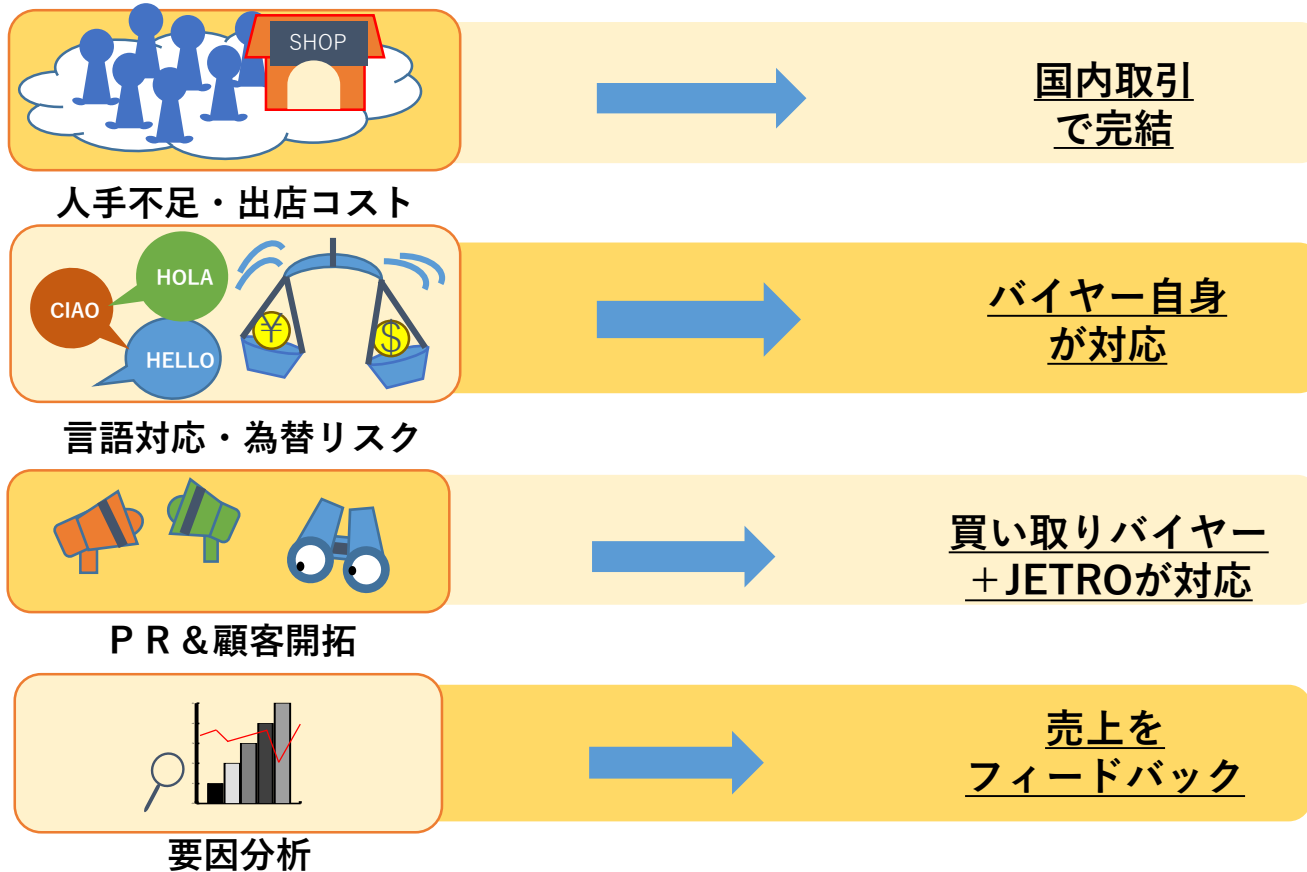 SHOP
国内取引
で完結
人手不足・出店コスト
CIAO
HOLA
HELLO
¥
$
バイヤー自身
が対応
言語対応・為替リスク
買い取りバイヤー
＋JETROが対応
ＰＲ＆顧客開拓
売上を
フィードバック
要因分析